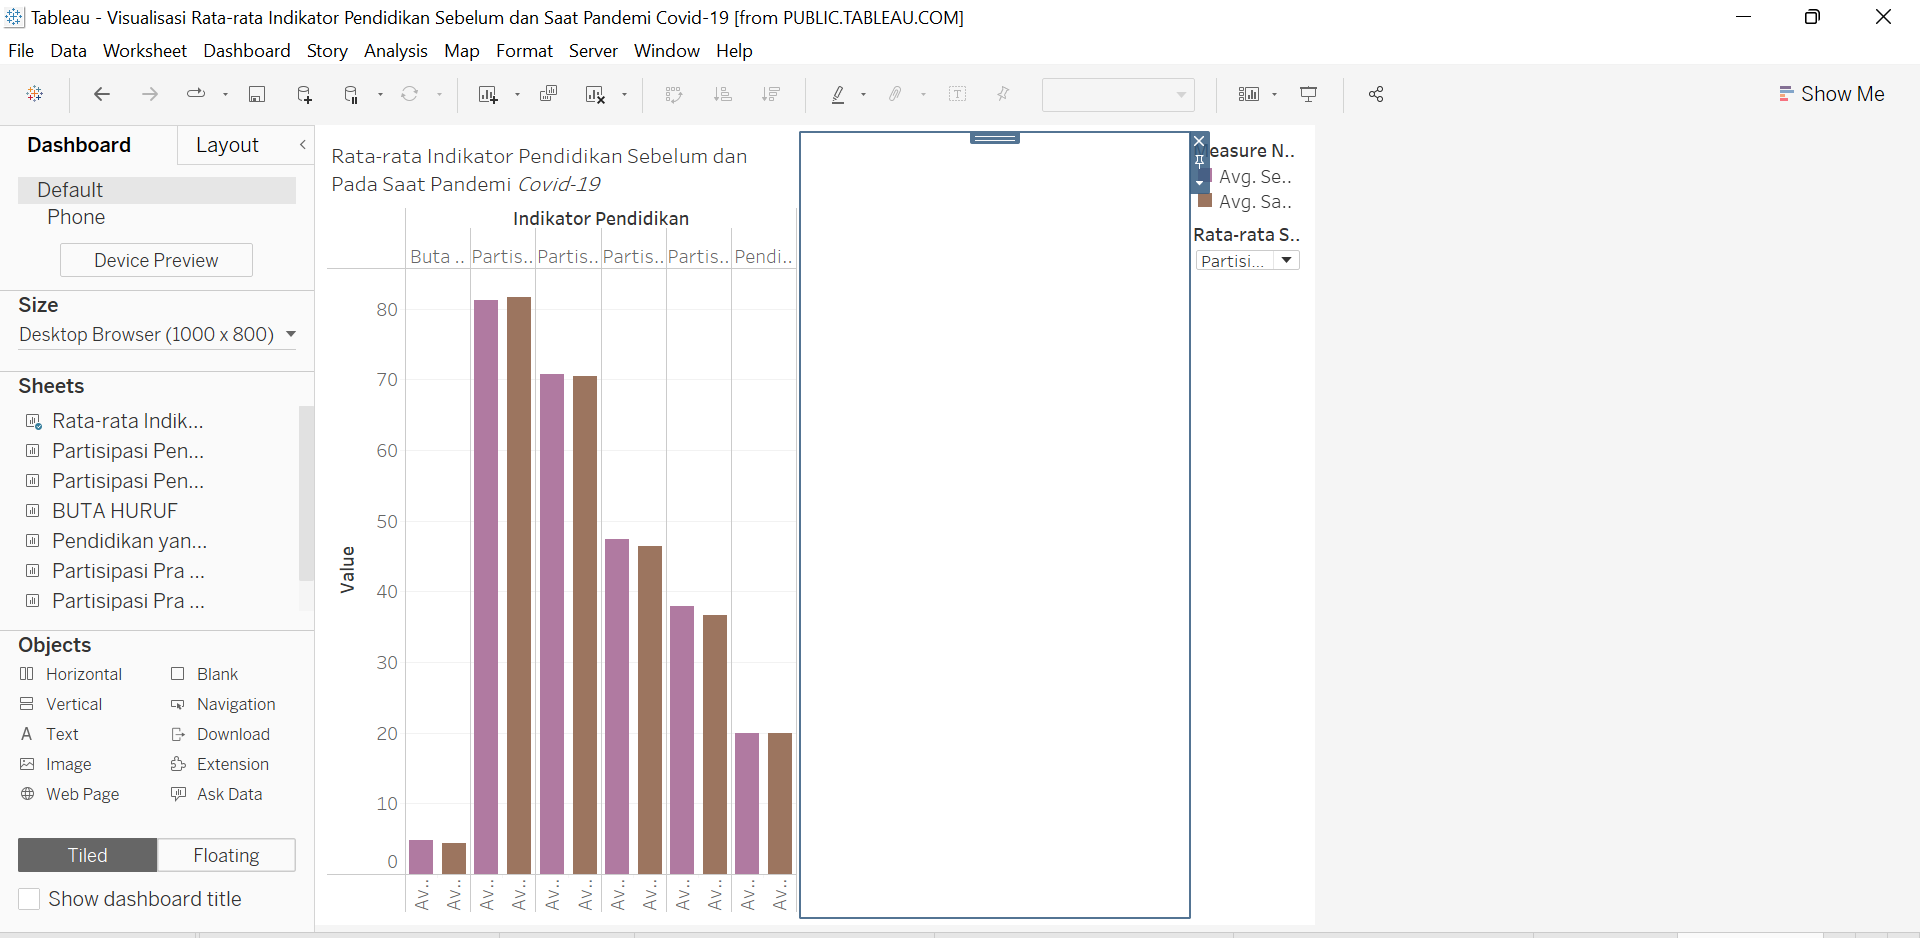 Tableau - Visualisasi Rata-rata Indikator Pendidikan Sebelum dan Saat Pandemi Covid-19 [from PUBLIC.TABLEAU.COM]
File Data Worksheet Dashboard Story Analysis Map Format Server Window Help
Show Me
Dashboard Layout
Default
Phone
Device Preview
Size
Desktop Browser (1000 x 800)
Sheets
Rata-rata Indik...
Partisipasi Pen...
Partisipasi Pen...
BUTA HURUF
Pendidikan yan...
Partisipasi Pra ...
Partisipasi Pra ...
Objects
Horizontal Blank
Vertical Navigation
Text Download
Image Extension
Web Page Ask Data
Tiled Floating
Show dashboard title
Rata-rata Indikator Pendidikan Sebelum dan
Pada Saat Pandemi Covid-19
Indikator Pendidikan
Buta .. Partis.. Partis.. Partis.. Partis.. Pendi..
80
70
60
50
40
30
20
10
0
Value
Av.. Av.. Av.. Av.. Av.. Av.. Av.. Av.. Av.. Av.. Av.. Av..
easure N..
Avg. Se..
Avg. Sa..
Rata-rata S..
Partisi...